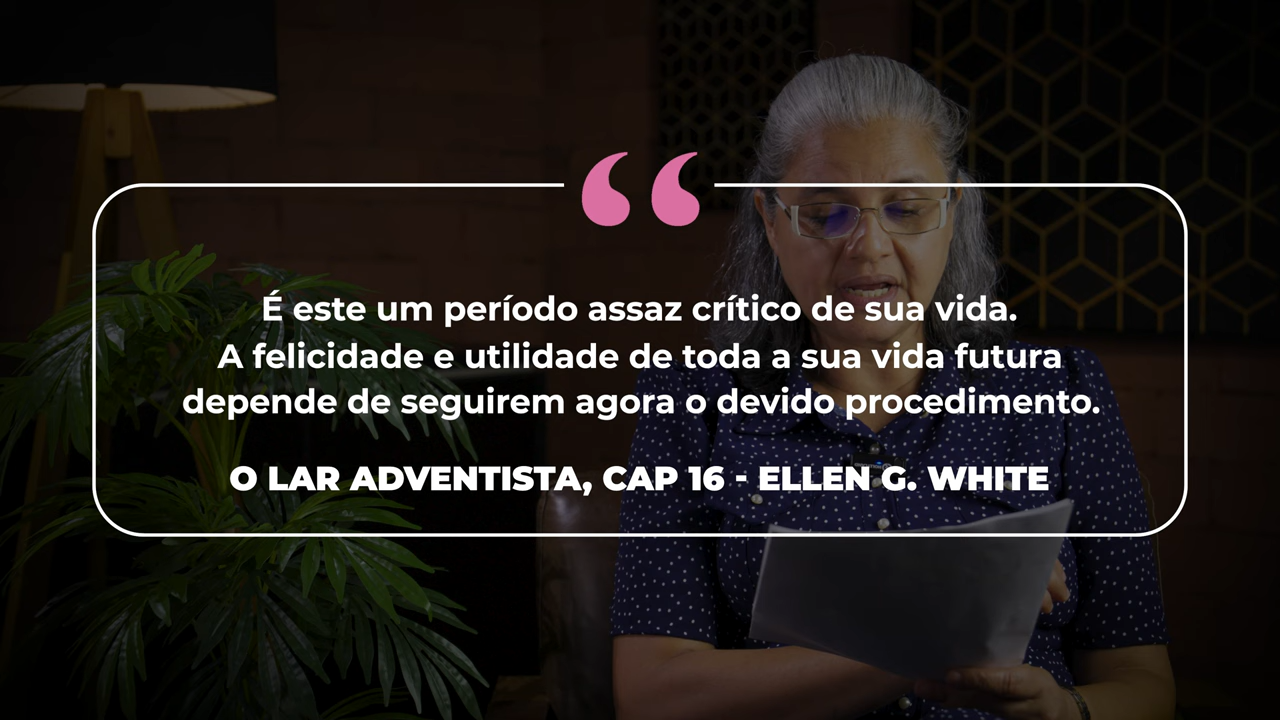 “
É este um período assaz crítico de sua vida.
A felicidade e utilidade de toda a sua vida futura
depende de seguirem agora o devido procedimento.
O LAR ADVENTISTA, CAP 16 - ELLEN G. WHITE